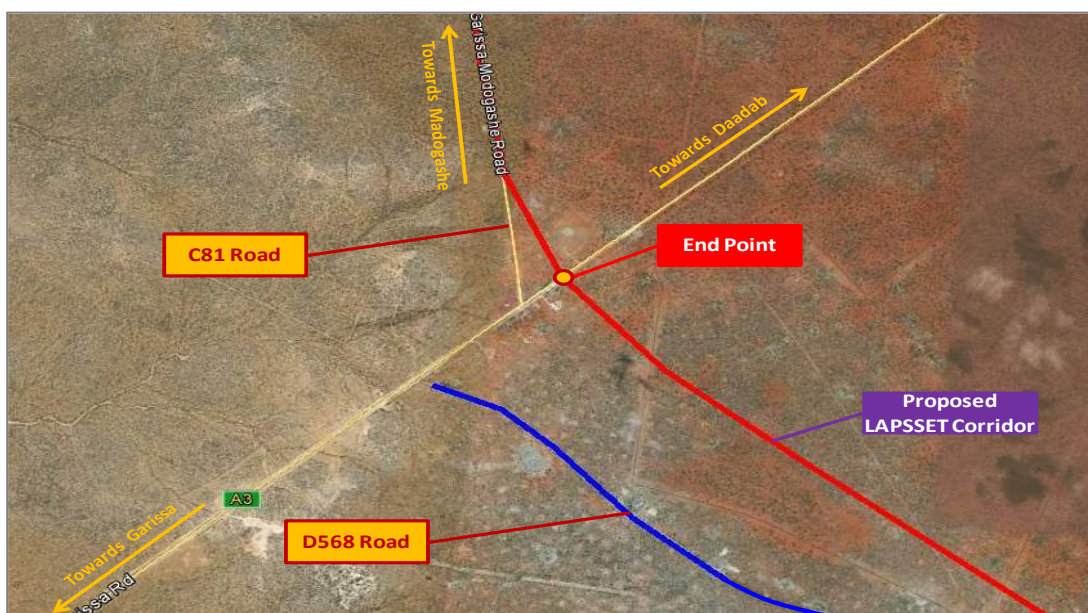 Garissa-Modogashe Road
Towards Madogashe
Towards Daadab
C81 Road
End Point
Proposed
LAPSSET Corridor
A3
D568 Road
Towards Garissa
issa Rd